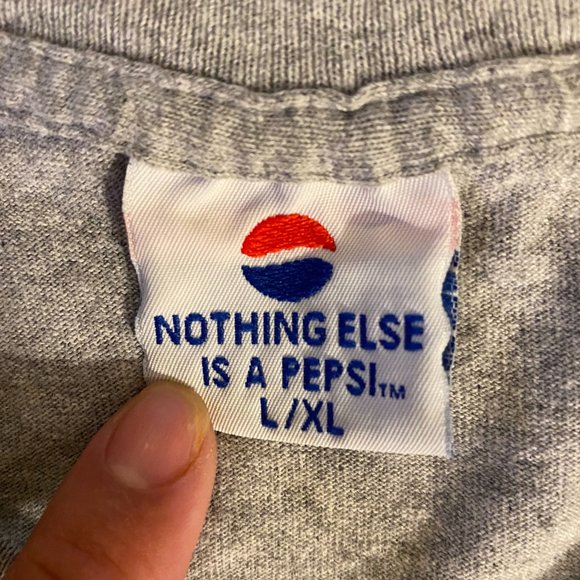 NOTHING ELSE
IS A PEPSI™
L/XL